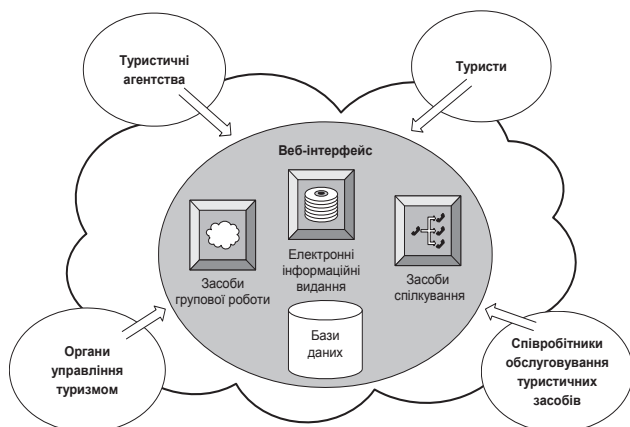 Туристичні
агентства
Туристи
Веб-інтерфейс
Засоби
групової роботи
Електронні
інформаційні
видання
Засоби
спілкування
Бази
даних
Органи
управління
туризмом
Співробітники
обслуговування
туристичних
засобів